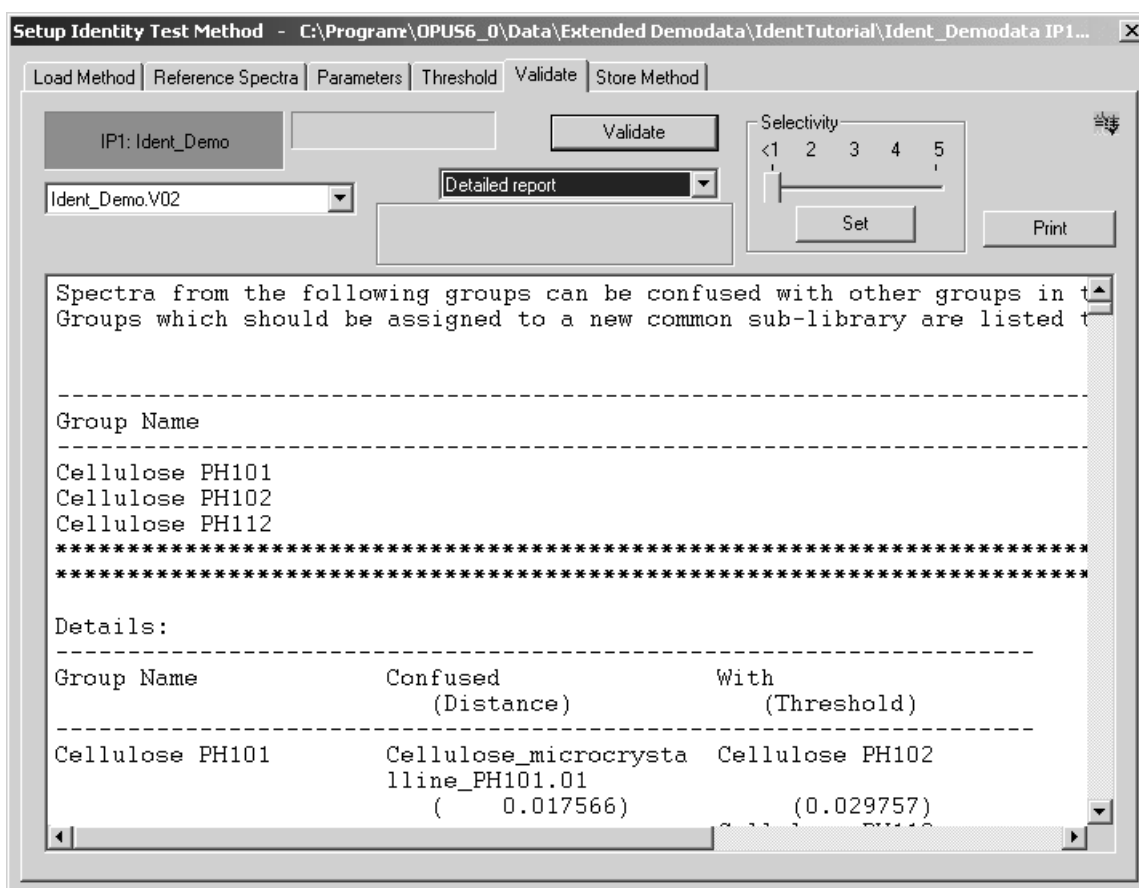 Setup Identity Test Method - C:\Program\OPUS6_0\Data\Extended Demodata\IdentTutorial\Ident_Demodata IP1...
Load Method Reference Spectra Parameters Threshold Validate Store Method
IP1: Ident_Demo
Validate
Selectivity
<1 2 3 4 5
Ident_Demo.V02
Detailed report
Set
Print
Spectra from the following groups can be confused with other groups in t
Groups which should be assigned to a new common sub-library are listed t
------------------------------------------------------------------------
Group Name
------------------------------------------------------------------------
Cellulose PH101
Cellulose PH102
Cellulose PH112
************************************************************************
************************************************************************
Details:
--------------------------------------------------------------------
Group Name Confused With
(Distance) (Threshold)
--------------------------------------------------------------------
Cellulose PH101 Cellulose_microcrysta Cellulose PH102
lline_PH101.01
( 0.017566) (0.029757)